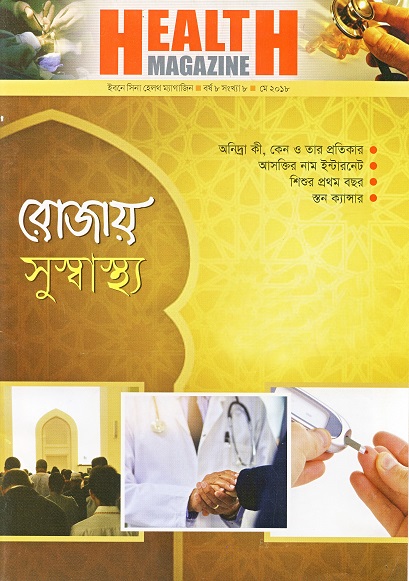 HEALTH
MAGAZINE
ইবনে সিনা হেলথ ম্যাগাজিন ■ বর্ষ ৮ সংখ্যা ৮ ■ মে ২০১৮
অনিদ্রা কী, কেন ও তার প্রতিকার
আসক্তির নাম ইন্টারনেট
শিশুর প্রথম বছর
স্তন ক্যান্সার
রোজায়
সুস্বাস্থ্য